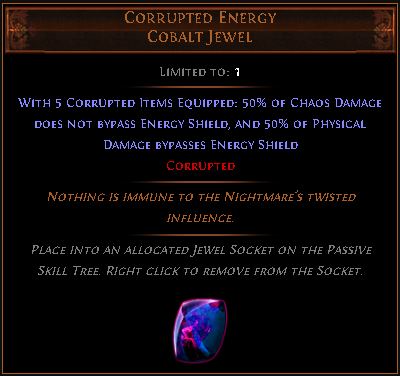 Corrupted Energy
Cobalt Jewel
Limited to: 1
With 5 Corrupted Items Equipped: 50% of Chaos Damage
does not bypass Energy Shield, and 50% of Physical
Damage bypasses Energy Shield
Corrupted
Nothing is immune to the Nightmare's twisted
influence.
Place into an allocated Jewel Socket on the Passive
Skill Tree. Right click to remove from the Socket.